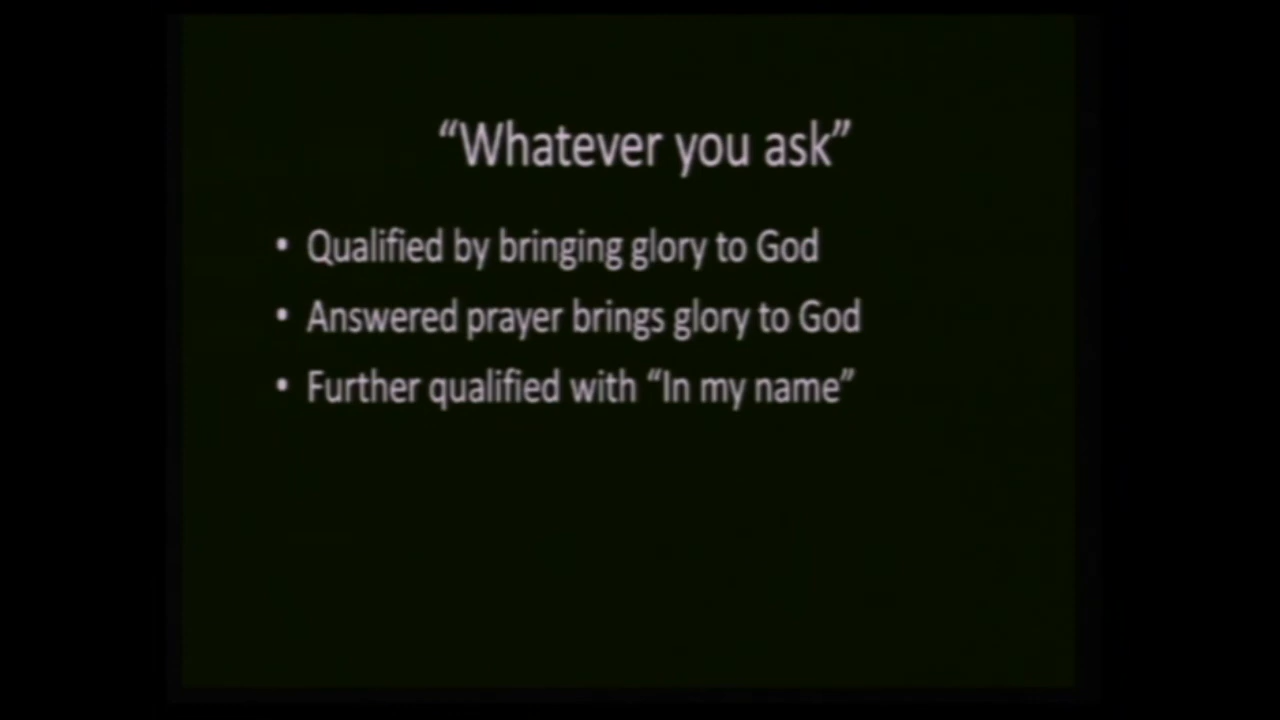 “Whatever you ask”
• Qualified by bringing glory to God
• Answered prayer brings glory to God
• Further qualified with “In my name”